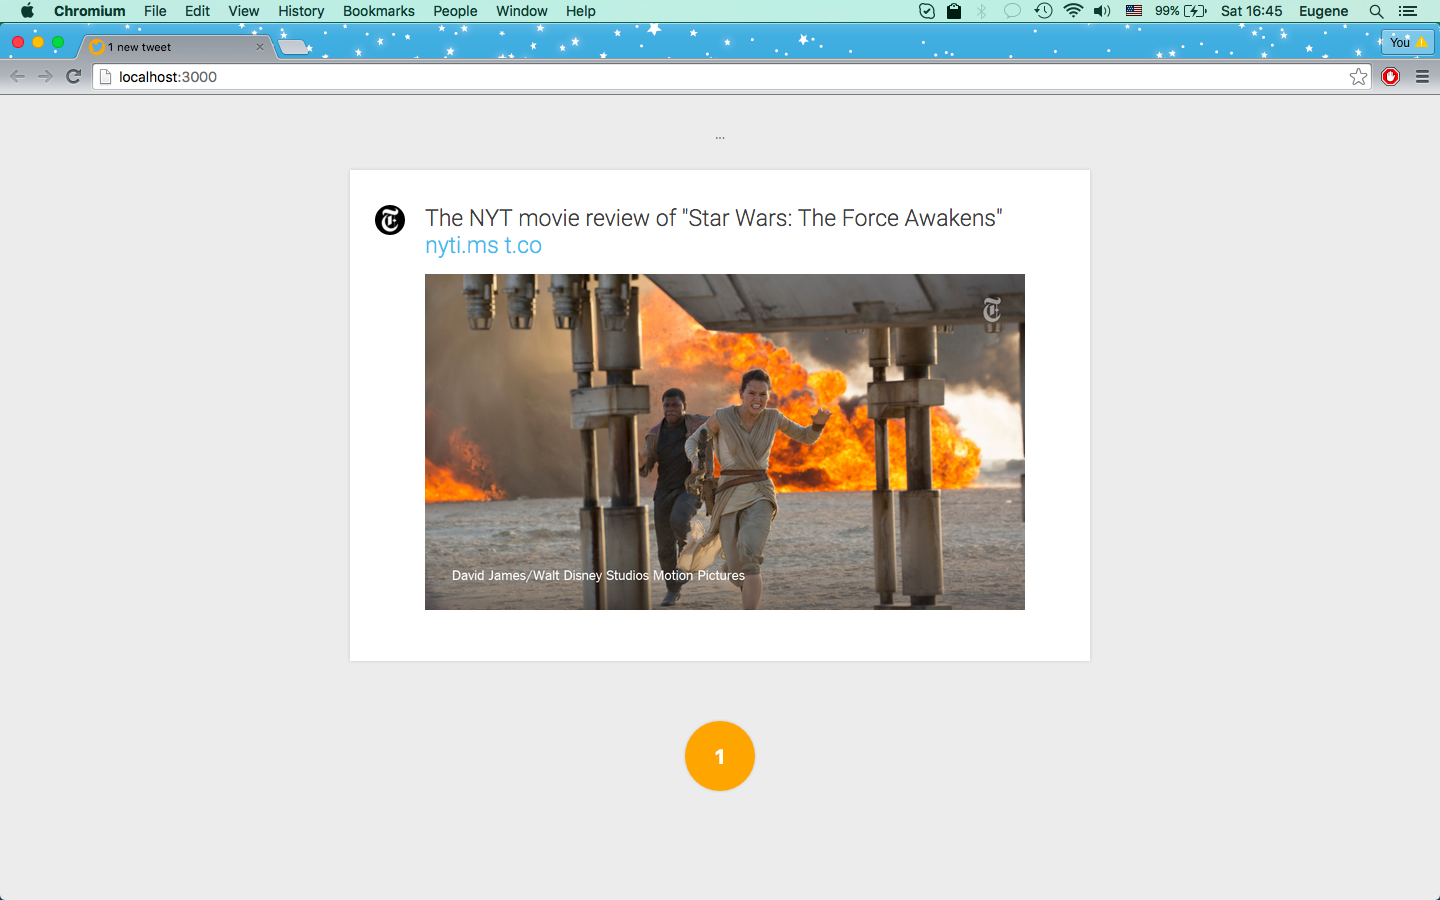 Chromium File Edit View History Bookmarks People Window Help 99% Sat 16:45 Eugene
1 new tweet You
localhost:3000
...
The NYT movie review of "Star Wars: The Force Awakens"
nyti.ms t.co
T
T
David James/Walt Disney Studios Motion Pictures
1